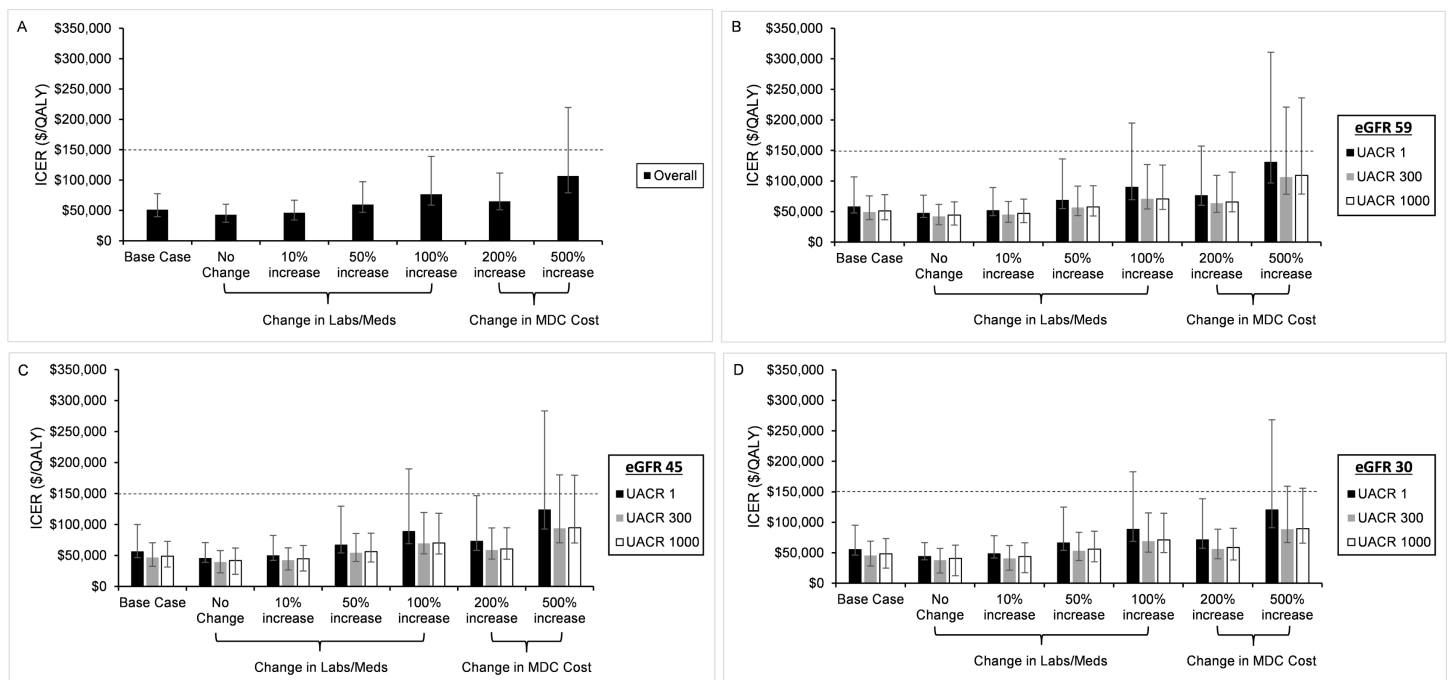 A
ICER ($/QALY)
$350,000
$300,000
$250,000
$200,000
$150,000
$100,000
$50,000
$0
Base Case
No
Change
10%
increase
50%
increase
100%
increase
200%
increase
500%
increase
Change in Labs/Meds
Change in MDC Cost
Overall
B
ICER ($/QALY)
$350,000
$300,000
$250,000
$200,000
$150,000
$100,000
$50,000
$0
Base Case
No
Change
10%
increase
50%
increase
100%
increase
200%
increase
500%
increase
Change in Labs/Meds
Change in MDC Cost
eGFR 59
UACR 1
UACR 300
UACR 1000
C
ICER ($/QALY)
$350,000
$300,000
$250,000
$200,000
$150,000
$100,000
$50,000
$0
Base Case
No
Change
10%
increase
50%
increase
100%
increase
200%
increase
500%
increase
Change in Labs/Meds
Change in MDC Cost
eGFR 45
UACR 1
UACR 300
UACR 1000
D
ICER ($/QALY)
$350,000
$300,000
$250,000
$200,000
$150,000
$100,000
$50,000
$0
Base Case
No
Change
10%
increase
50%
increase
100%
increase
200%
increase
500%
increase
Change in Labs/Meds
Change in MDC Cost
eGFR 30
UACR 1
UACR 300
UACR 1000